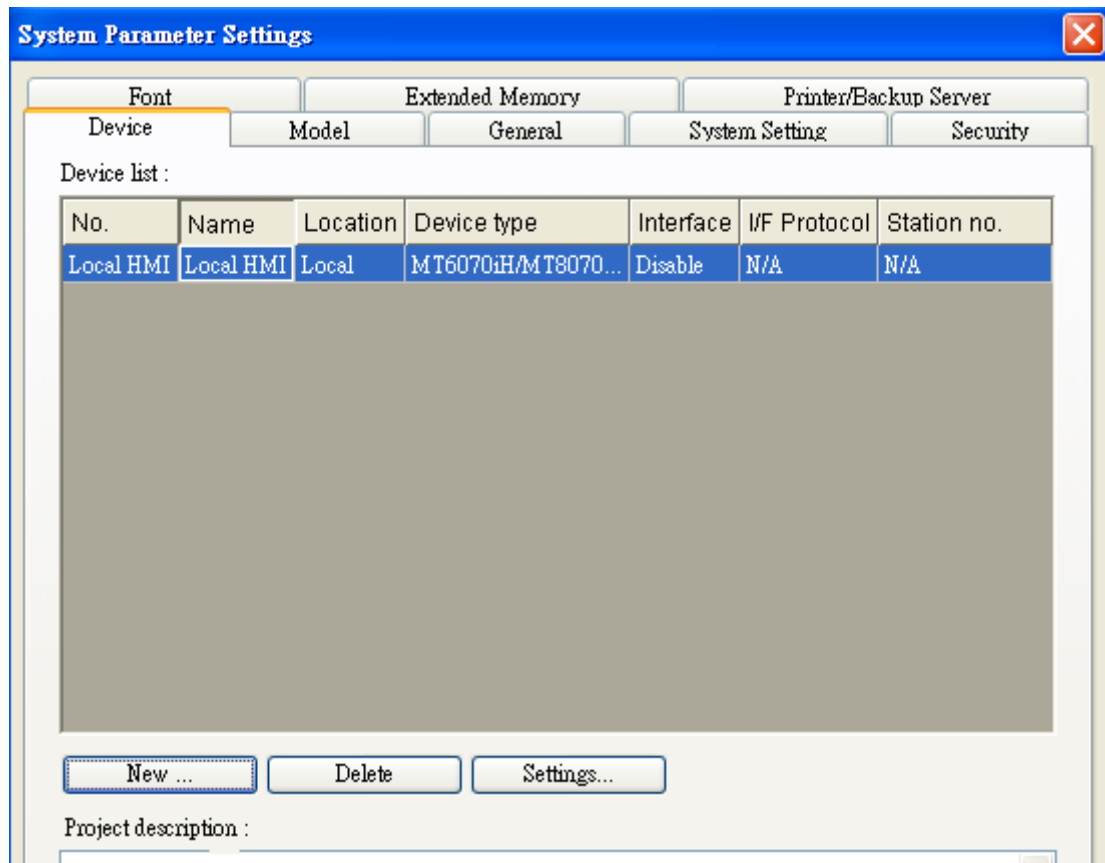 System Parameter Settings
Font Extended Memory Printer/Backup Server
Device Model General System Setting Security
Device list :
No. Name Location Device type Interface I/F Protocol Station no.
Local HMI Local HMI Local MT6070iH/MT8070... Disable N/A N/A
New ... Delete Settings...
Project description :